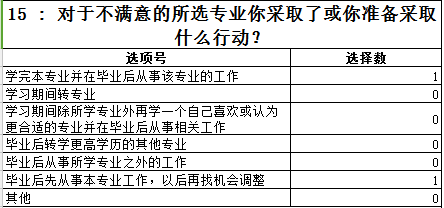 15 : 对于不满意的所选专业你采取了或你准备采取
什么行动？
选项号 选择数
学完本专业并在毕业后从事该专业的工作 1
学习期间转专业 0
学习期间除所学专业外再学一个自己喜欢或认为
更合适的专业并在毕业后从事相关工作 0
毕业后转学更高学历的其他专业 0
毕业后从事所学专业之外的工作 0
毕业后先从事本专业工作，以后再找机会调整 1
其他 0